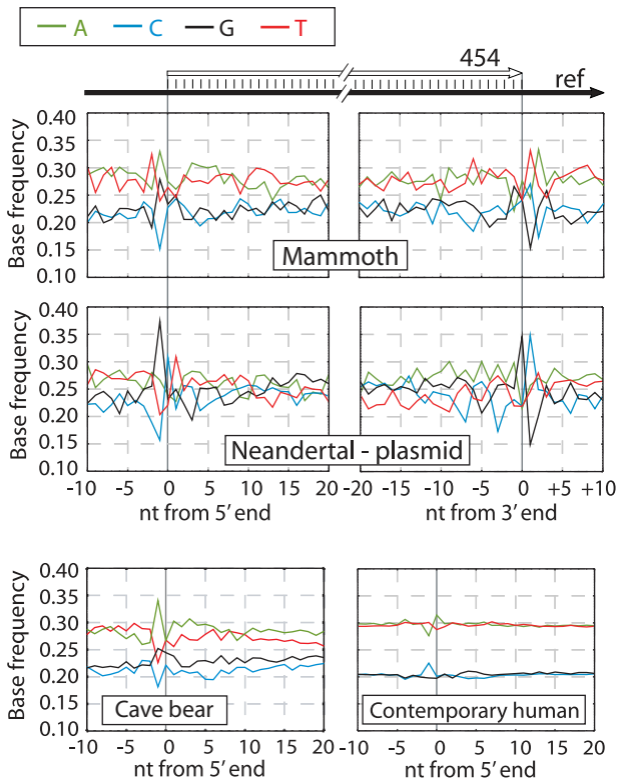 A C G T
454
ref
Base frequency
0.40
0.35
0.30
0.25
0.20
0.15
0.10
Mammoth
Base frequency
0.40
0.35
0.30
0.25
0.20
0.15
0.10
Neandertal - plasmid
-10 -5 0 5 10 15 20
-20 -15 -10 -5 0 +5 +10
nt from 5' end
nt from 3' end
Base frequency
0.40
0.35
0.30
0.25
0.20
0.15
0.10
Cave bear
Contemporary human
-10 -5 0 5 10 15 20
-10 -5 0 5 10 15 20
nt from 5' end
nt from 5' end